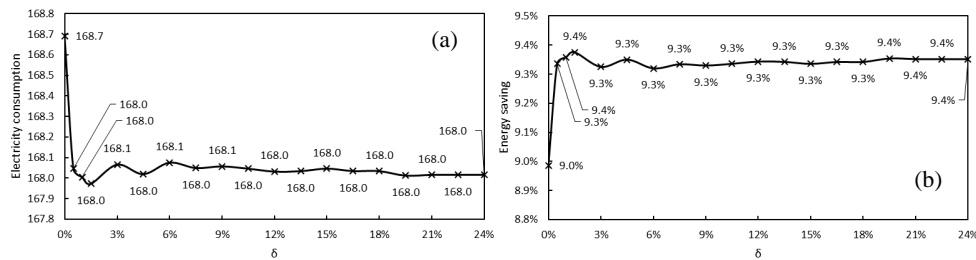 168.8
168.7
168.6
168.5
168.4
168.3
168.2
168.1
168.0
167.9
167.8
Electricity consumption
(a)
168.7
168.0
168.0
168.0
168.1 168.1 168.1 168.0 168.0 168.0 168.0
168.0 168.0 168.0 168.0 168.0 168.0 168.0
168.0
0% 3% 6% 9% 12% 15% 18% 21% 24%
δ
9.5%
9.4%
9.3%
9.2%
9.1%
9.0%
8.9%
8.8%
Energy saving
9.4% 9.3% 9.3% 9.3% 9.3% 9.3% 9.4% 9.4%
9.3% 9.3% 9.3% 9.3% 9.3% 9.3% 9.4%
9.4%
9.4%
9.3%
9.0%
(b)
0% 3% 6% 9% 12% 15% 18% 21% 24%
δ